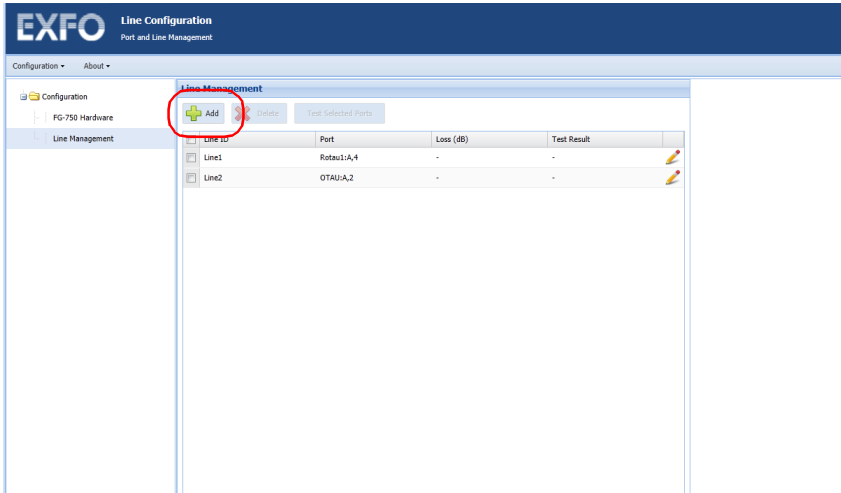 EXFO
Line Configuration
Port and Line Management
Configuration About
Configuration
FG-750 Hardware
Line Management
Line Management
Add Delete Test Selected Ports
Line ID Port Loss (dB) Test Result
Line1 Rotau1:A,4 - -
Line2 OTAU:A,2 - -